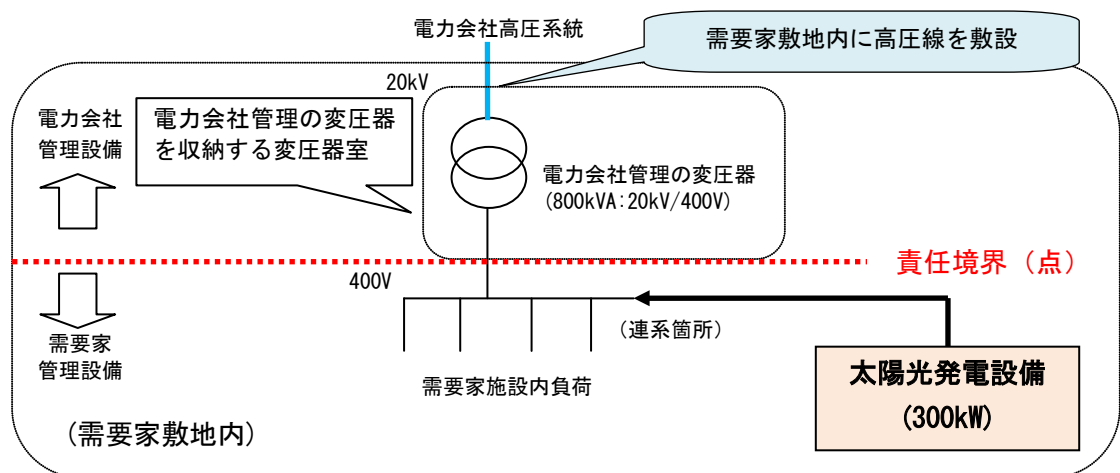 電力会社高圧系統
需要家敷地内に高圧線を敷設
20kV
電力会社
管理設備
電力会社管理の変圧器
を収納する変圧器室
電力会社管理の変圧器
(800kVA:20kV/400V)
責任境界（点）
400V
（連系箇所）
需要家
管理設備
需要家施設内負荷
太陽光発電設備
(300kW)
(需要家敷地内)